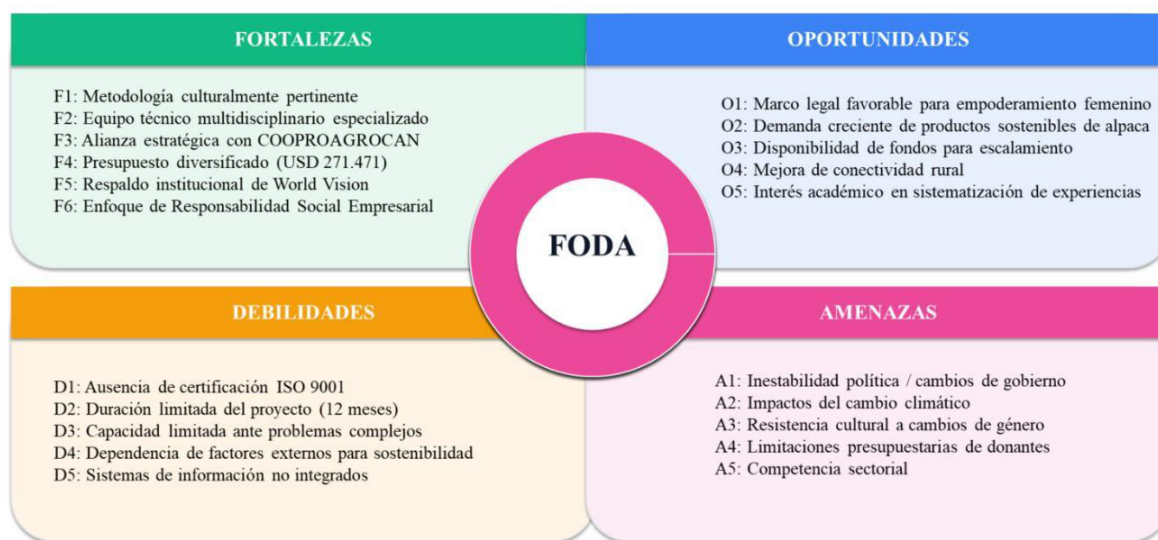 FORTALEZAS
F1: Metodología culturalmente pertinente
F2: Equipo técnico multidisciplinario especializado
F3: Alianza estratégica con COOPROAGROCAN
F4: Presupuesto diversificado (USD 271.471)
F5: Respaldo institucional de World Vision
F6: Enfoque de Responsabilidad Social Empresarial
OPORTUNIDADES
O1: Marco legal favorable para empoderamiento femenino
O2: Demanda creciente de productos sostenibles de alpaca
O3: Disponibilidad de fondos para escalamiento
O4: Mejora de conectividad rural
O5: Interés académico en sistematización de experiencias
FODA
DEBILIDADES
D1: Ausencia de certificación ISO 9001
D2: Duración limitada del proyecto (12 meses)
D3: Capacidad limitada ante problemas complejos
D4: Dependencia de factores externos para sostenibilidad
D5: Sistemas de información no integrados
AMENAZAS
A1: Inestabilidad política / cambios de gobierno
A2: Impactos del cambio climático
A3: Resistencia cultural a cambios de género
A4: Limitaciones presupuestarias de donantes
A5: Competencia sectorial